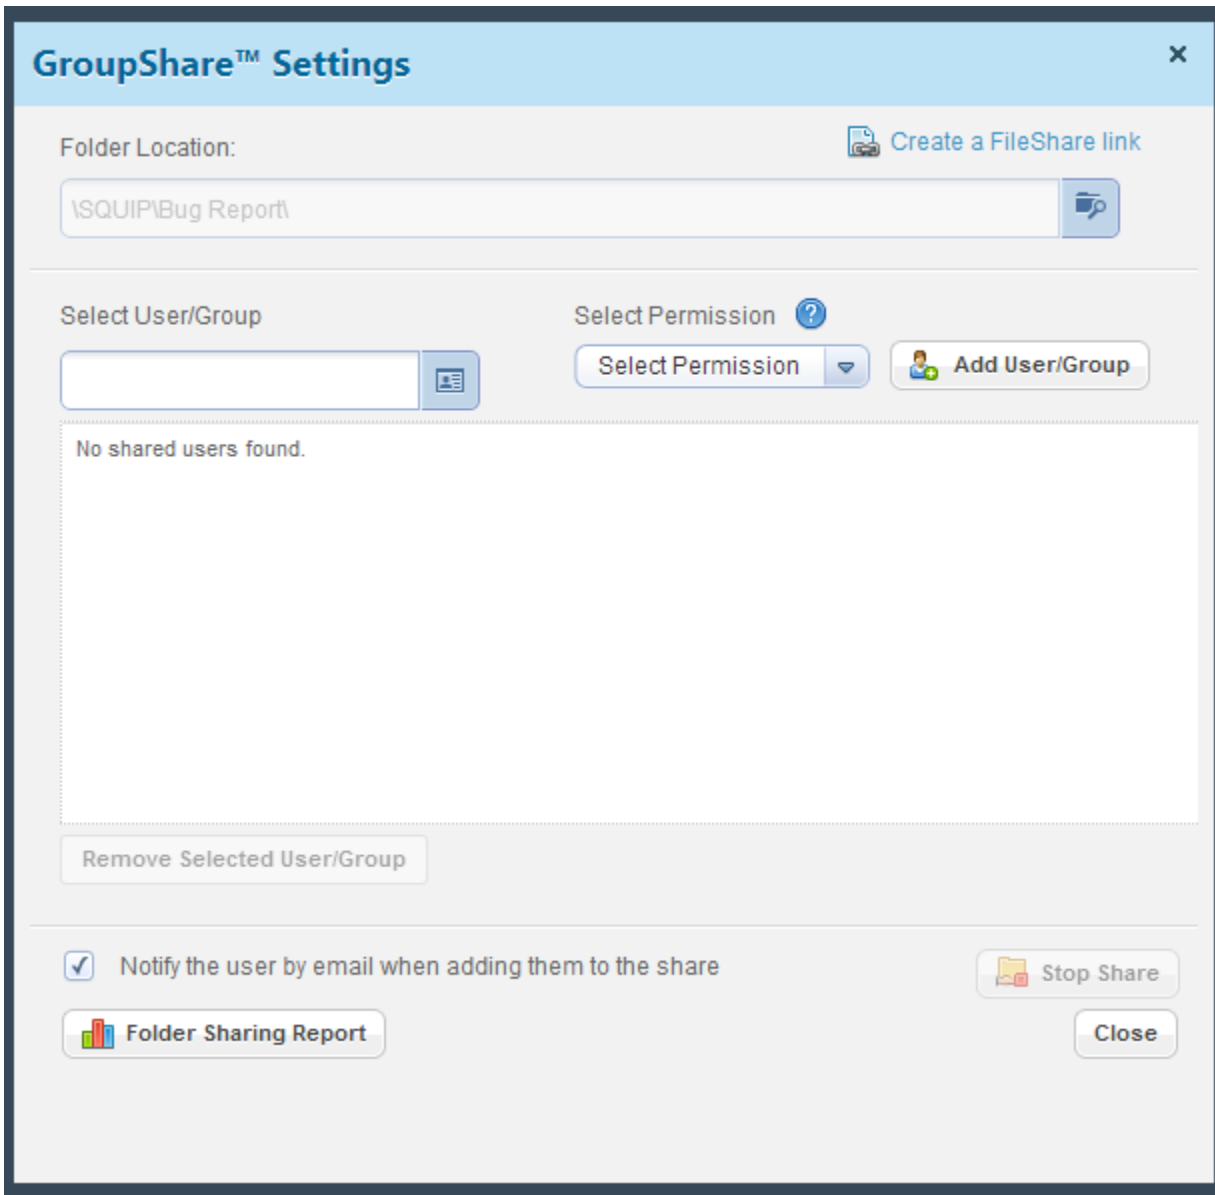 GroupShare™ Settings
Folder Location:
Create a FileShare link
\SQUIP\Bug Report\
Select User/Group
Select Permission
Select Permission
Add User/Group
No shared users found.
Remove Selected User/Group
Notify the user by email when adding them to the share
Stop Share
Folder Sharing Report
Close